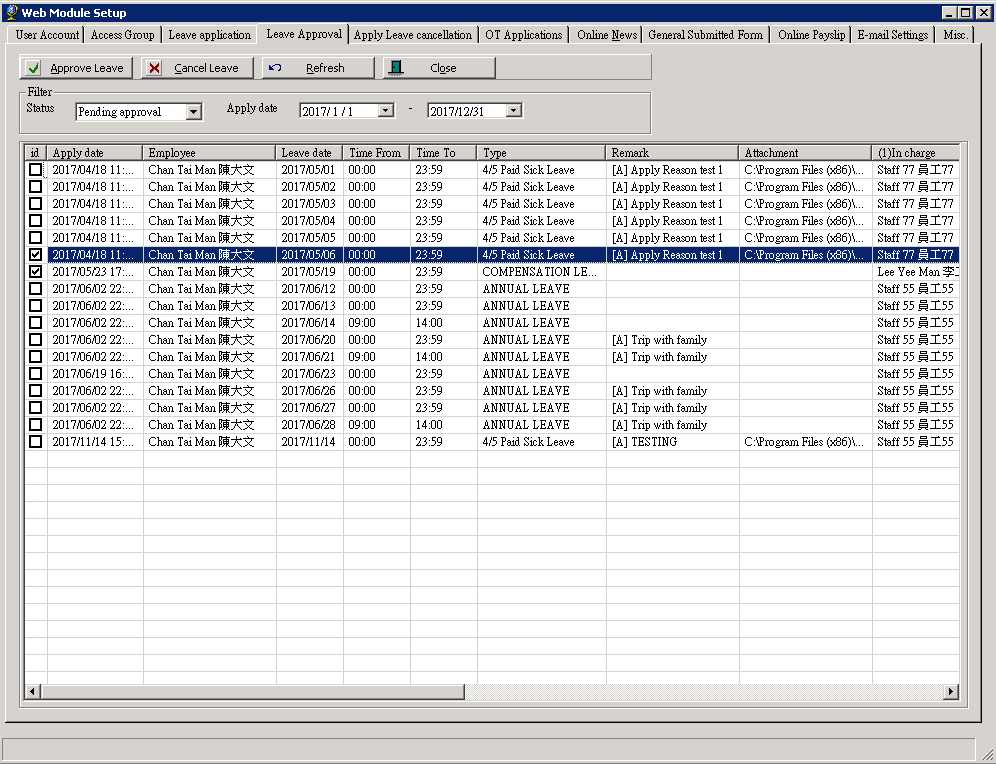 Web Module Setup
User Account Access Group Leave application Leave Approval Apply Leave cancellation OT Applications Online News General Submitted Form Online Payslip E-mail Settings Misc.
Approve Leave Cancel Leave Refresh Close
Filter
Status Pending approval Apply date 2017/ 1 / 1 - 2017/12/31
id Apply date Employee Leave date Time From Time To Type Remark Attachment (1)In charge
2017/04/18 11:... Chan Tai Man 陳大文 2017/05/01 00:00 23:59 4/5 Paid Sick Leave [A] Apply Reason test 1 C:\Program Files (x86)\... Staff 77 員工77
2017/04/18 11:... Chan Tai Man 陳大文 2017/05/02 00:00 23:59 4/5 Paid Sick Leave [A] Apply Reason test 1 C:\Program Files (x86)\... Staff 77 員工77
2017/04/18 11:... Chan Tai Man 陳大文 2017/05/03 00:00 23:59 4/5 Paid Sick Leave [A] Apply Reason test 1 C:\Program Files (x86)\... Staff 77 員工77
2017/04/18 11:... Chan Tai Man 陳大文 2017/05/04 00:00 23:59 4/5 Paid Sick Leave [A] Apply Reason test 1 C:\Program Files (x86)\... Staff 77 員工77
2017/04/18 11:... Chan Tai Man 陳大文 2017/05/05 00:00 23:59 4/5 Paid Sick Leave [A] Apply Reason test 1 C:\Program Files (x86)\... Staff 77 員工77
2017/04/18 11:... Chan Tai Man 陳大文 2017/05/06 00:00 23:59 4/5 Paid Sick Leave [A] Apply Reason test 1 C:\Program Files (x86)\... Staff 77 員工77
2017/05/23 17:... Chan Tai Man 陳大文 2017/05/19 00:00 23:59 COMPENSATION LE... Lee Yee Man 李
2017/06/02 22:... Chan Tai Man 陳大文 2017/06/12 00:00 23:59 ANNUAL LEAVE Staff 55 員工55
2017/06/02 22:... Chan Tai Man 陳大文 2017/06/13 00:00 23:59 ANNUAL LEAVE Staff 55 員工55
2017/06/02 22:... Chan Tai Man 陳大文 2017/06/14 09:00 14:00 ANNUAL LEAVE Staff 55 員工55
2017/06/02 22:... Chan Tai Man 陳大文 2017/06/20 00:00 23:59 ANNUAL LEAVE [A] Trip with family Staff 55 員工55
2017/06/02 22:... Chan Tai Man 陳大文 2017/06/21 09:00 14:00 ANNUAL LEAVE [A] Trip with family Staff 55 員工55
2017/06/19 16:... Chan Tai Man 陳大文 2017/06/23 00:00 23:59 ANNUAL LEAVE Staff 55 員工55
2017/06/02 22:... Chan Tai Man 陳大文 2017/06/26 00:00 23:59 ANNUAL LEAVE [A] Trip with family Staff 55 員工55
2017/06/02 22:... Chan Tai Man 陳大文 2017/06/27 00:00 23:59 ANNUAL LEAVE [A] Trip with family Staff 55 員工55
2017/06/02 22:... Chan Tai Man 陳大文 2017/06/28 09:00 14:00 ANNUAL LEAVE [A] Trip with family Staff 55 員工55
2017/11/14 15:... Chan Tai Man 陳大文 2017/11/14 00:00 23:59 4/5 Paid Sick Leave [A] TESTING C:\Program Files (x86)\... Staff 55 員工55